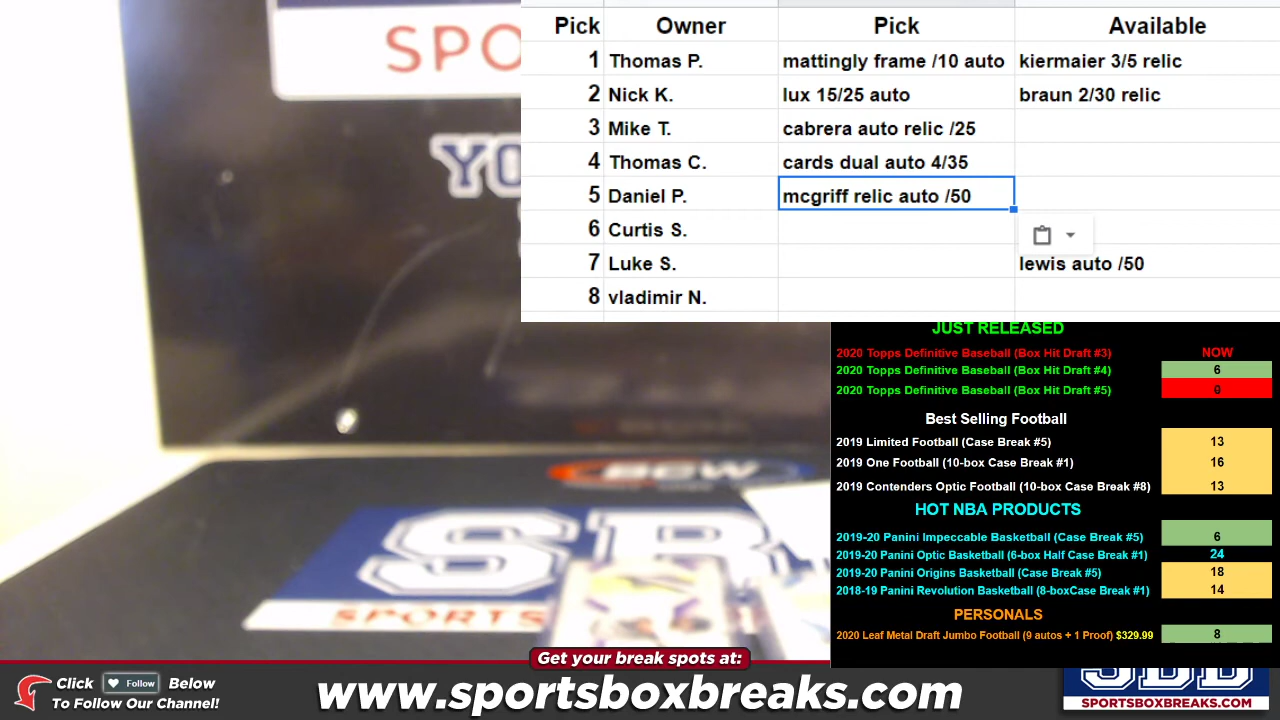 Pick Owner Pick Available
1 Thomas P. mattingly frame /10 auto kiermaier 3/5 relic
2 Nick K. lux 15/25 auto braun 2/30 relic
3 Mike T. cabrera auto relic /25
4 Thomas C. cards dual auto 4/35
5 Daniel P. mcgriff relic auto /50
6 Curtis S.
7 Luke S. lewis auto /50
8 vladimir N.
SPO
YO
BCW
SB
SPORTS
JUST RELEASED
2020 Topps Definitive Baseball (Box Hit Draft #3) NOW
2020 Topps Definitive Baseball (Box Hit Draft #4) 6
2020 Topps Definitive Baseball (Box Hit Draft #5)
Best Selling Football
2019 Limited Football (Case Break #5) 13
2019 One Football (10-box Case Break #1) 16
2019 Contenders Optic Football (10-box Case Break #8) 13
HOT NBA PRODUCTS
2019-20 Panini Impeccable Basketball (Case Break #5) 6
2019-20 Panini Optic Basketball (6-box Half Case Break #1) 24
2019-20 Panini Origins Basketball (Case Break #5) 18
2018-19 Panini Revolution Basketball (8-boxCase Break #1) 14
PERSONALS
2020 Leaf Metal Draft Jumbo Football (9 autos + 1 Proof) $329.99 8
Get your break spots at:
Click Follow Below
To Follow Our Channel!
www.sportsboxbreaks.com
SBB
SPORTSBOXBREAKS.COM